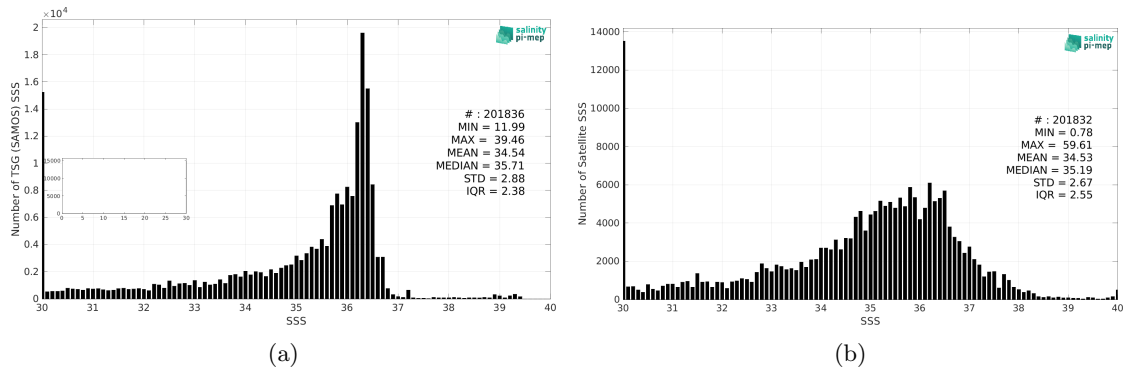 ×10⁴
2
1.8
1.6
1.4
1.2
1
0.8
0.6
0.4
0.2
0
Number of TSG (SAMOS) SSS
salinity
pi-mep
# : 201836
MIN = 11.99
MAX = 39.46
MEAN = 34.54
MEDIAN = 35.71
STD = 2.88
IQR = 2.38
15000
10000
5000
0
0 5 10 15 20 25 30
30 31 32 33 34 35 36 37 38 39 40
SSS
(a)
14000
12000
10000
8000
6000
4000
2000
0
Number of Satellite SSS
salinity
pi-mep
# : 201832
MIN = 0.78
MAX = 59.61
MEAN = 34.53
MEDIAN = 35.19
STD = 2.67
IQR = 2.55
30 31 32 33 34 35 36 37 38 39 40
SSS
(b)